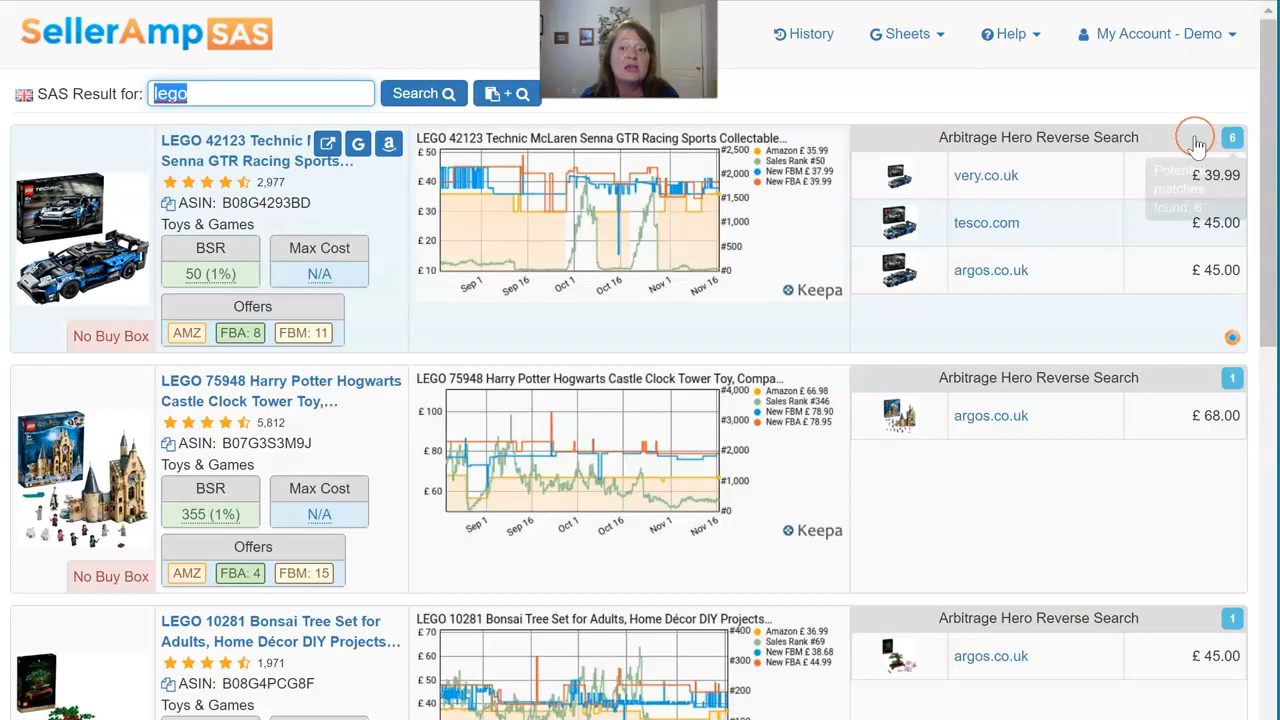 SellerAmp SAS
History
Sheets
Help
My Account - Demo
SAS Result for:
lego
Search
+
LEGO 42123 Technic
Senna GTR Racing Sports...
2,977
ASIN: B08G4293BD
Toys & Games
BSR
Max Cost
50 (1%)
N/A
Offers
AMZ
FBA: 8
FBM: 11
No Buy Box
LEGO 42123 Technic McLaren Senna GTR Racing Sports Collectable...
£ 50
£ 40
£ 30
£ 20
£ 10
#2,500
#2,000
#1,500
#1,000
#500
#0
Amazon £ 35.99
Sales Rank #50
New FBM £ 37.99
New FBA £ 39.99
Sep 1
Sep 16
Oct 1
Oct 16
Nov 1
Nov 16
Keepa
Arbitrage Hero Reverse Search
6
matches
found: 6
very.co.uk
£ 39.99
tesco.com
£ 45.00
argos.co.uk
£ 45.00
LEGO 75948 Harry Potter Hogwarts
Castle Clock Tower Toy,...
5,812
ASIN: B07G3S3M9J
Toys & Games
BSR
Max Cost
355 (1%)
N/A
Offers
AMZ
FBA: 4
FBM: 15
No Buy Box
LEGO 75948 Harry Potter Hogwarts Castle Clock Tower Toy, Compa...
£ 100
£ 80
£ 60
#4,000
#3,000
#2,000
#1,000
#0
Amazon £ 66.98
Sales Rank #346
New FBM £ 78.90
New FBA £ 78.95
Sep 1
Sep 16
Oct 1
Oct 16
Nov 1
Nov 16
Keepa
Arbitrage Hero Reverse Search
1
argos.co.uk
£ 68.00
LEGO 10281 Bonsai Tree Set for
Adults, Home Décor DIY Projects...
1,971
ASIN: B08G4PCG8F
Toys & Games
LEGO 10281 Bonsai Tree Set for Adults, Home Décor DIY Projects...
£ 70
£ 60
£ 50
£ 40
#400
#300
#200
Amazon £ 36.99
Sales Rank #69
New FBM £ 38.68
New FBA £ 44.99
Arbitrage Hero Reverse Search
1
argos.co.uk
£ 45.00